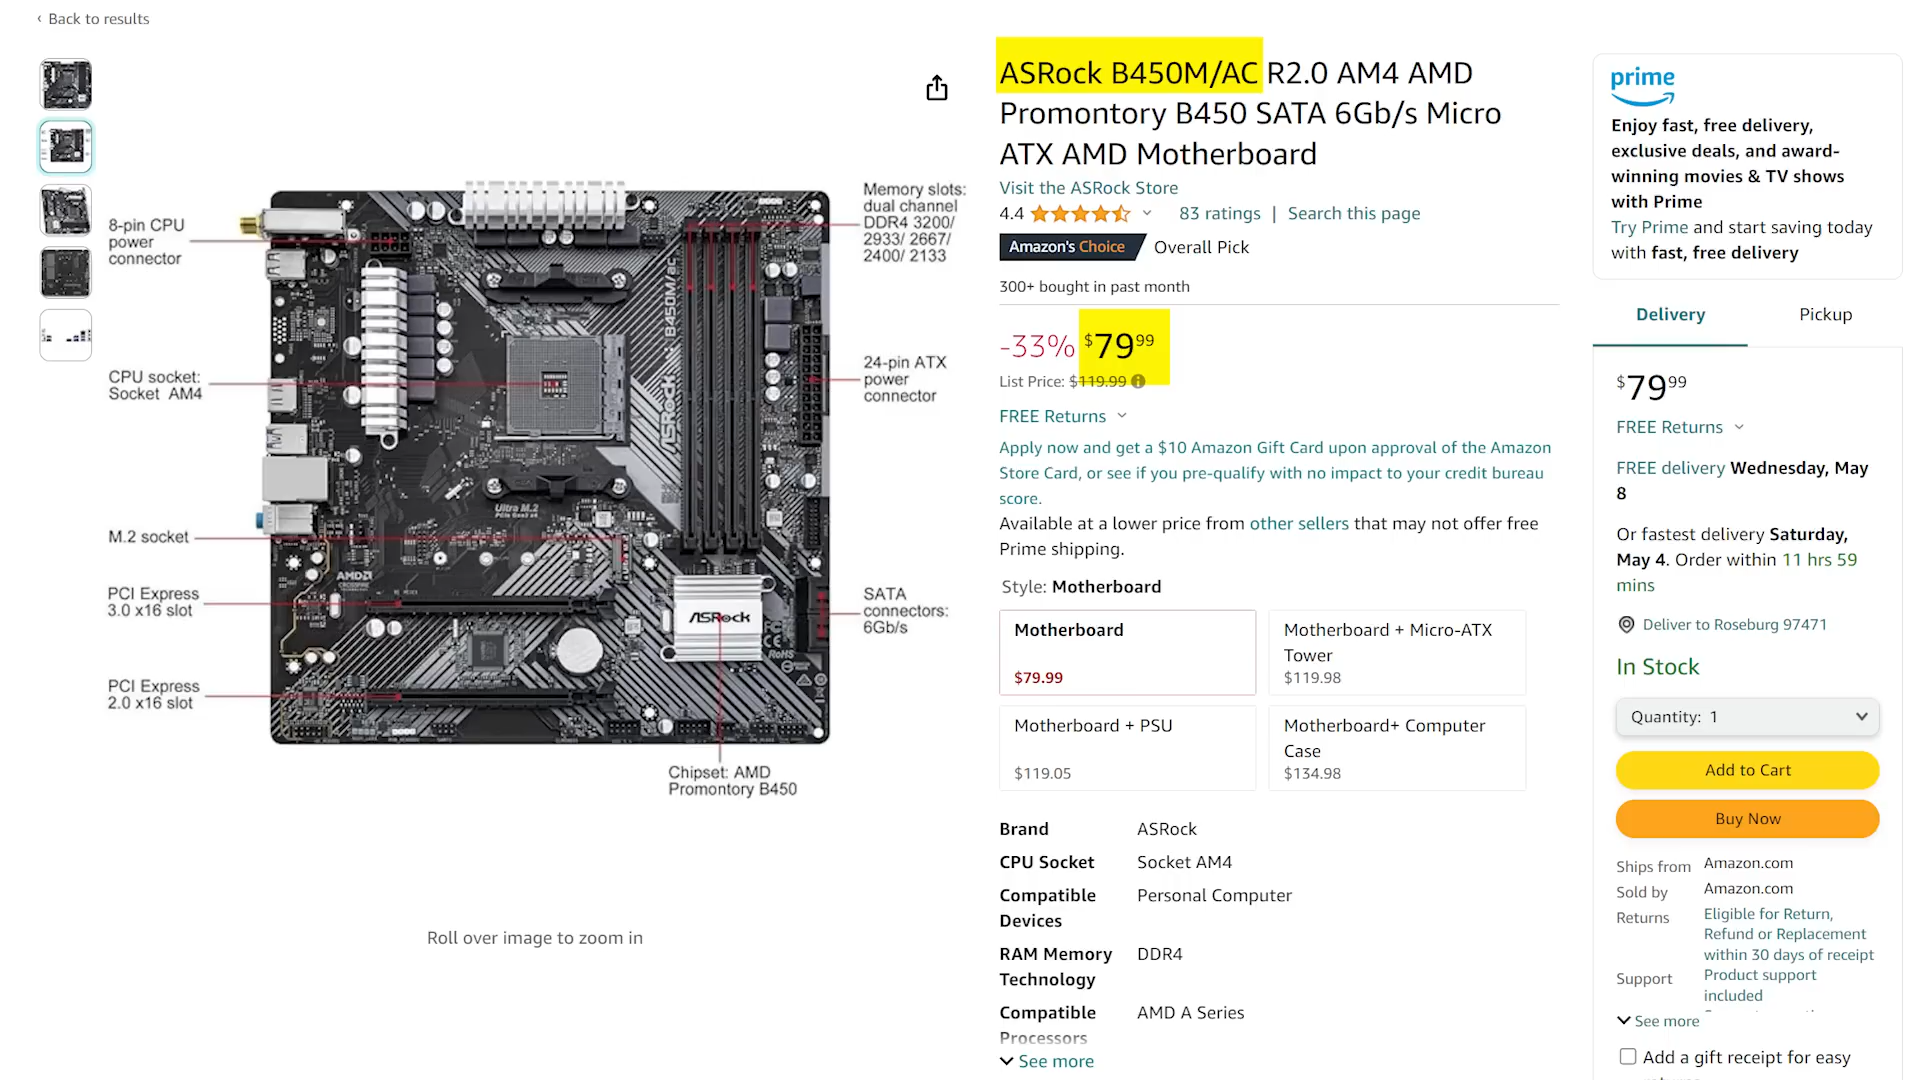 ‹ Back to results
8-pin CPU
power
connector
CPU socket:
Socket AM4
M.2 socket
PCI Express
3.0 x16 slot
PCI Express
2.0 x16 slot
Memory slots:
dual channel
DDR4 3200/
2933/ 2667/
2400/ 2133
24-pin ATX
power
connector
SATA
connectors:
6Gb/s
Chipset: AMD
Promontory B450
ASRock B450M/ac
Ultra M.2
AMD
ASRock
RoHS
Roll over image to zoom in
ASRock B450M/AC R2.0 AM4 AMD
Promontory B450 SATA 6Gb/s Micro
ATX AMD Motherboard
Visit the ASRock Store
4.4 83 ratings | Search this page
Amazon's Choice Overall Pick
300+ bought in past month
-33% $79 99
List Price: $119.99
FREE Returns
Apply now and get a $10 Amazon Gift Card upon approval of the Amazon
Store Card, or see if you pre-qualify with no impact to your credit bureau
score.
Available at a lower price from other sellers that may not offer free
Prime shipping.
Style: Motherboard
Motherboard
$79.99
Motherboard + Micro-ATX
Tower
$119.98
Motherboard + PSU
$119.05
Motherboard+ Computer
Case
$134.98
Brand ASRock
CPU Socket Socket AM4
Compatible Personal Computer
Devices
RAM Memory DDR4
Technology
Compatible AMD A Series
Processors
See more
prime
Enjoy fast, free delivery,
exclusive deals, and award-
winning movies & TV shows
with Prime
Try Prime and start saving today
with fast, free delivery
Delivery Pickup
$79 99
FREE Returns
FREE delivery Wednesday, May
8
Or fastest delivery Saturday,
May 4. Order within 11 hrs 59
mins
Deliver to Roseburg 97471
In Stock
Quantity: 1
Add to Cart
Buy Now
Ships from Amazon.com
Sold by Amazon.com
Returns Eligible for Return,
Refund or Replacement
within 30 days of receipt
Support Product support
included
See more
Add a gift receipt for easy